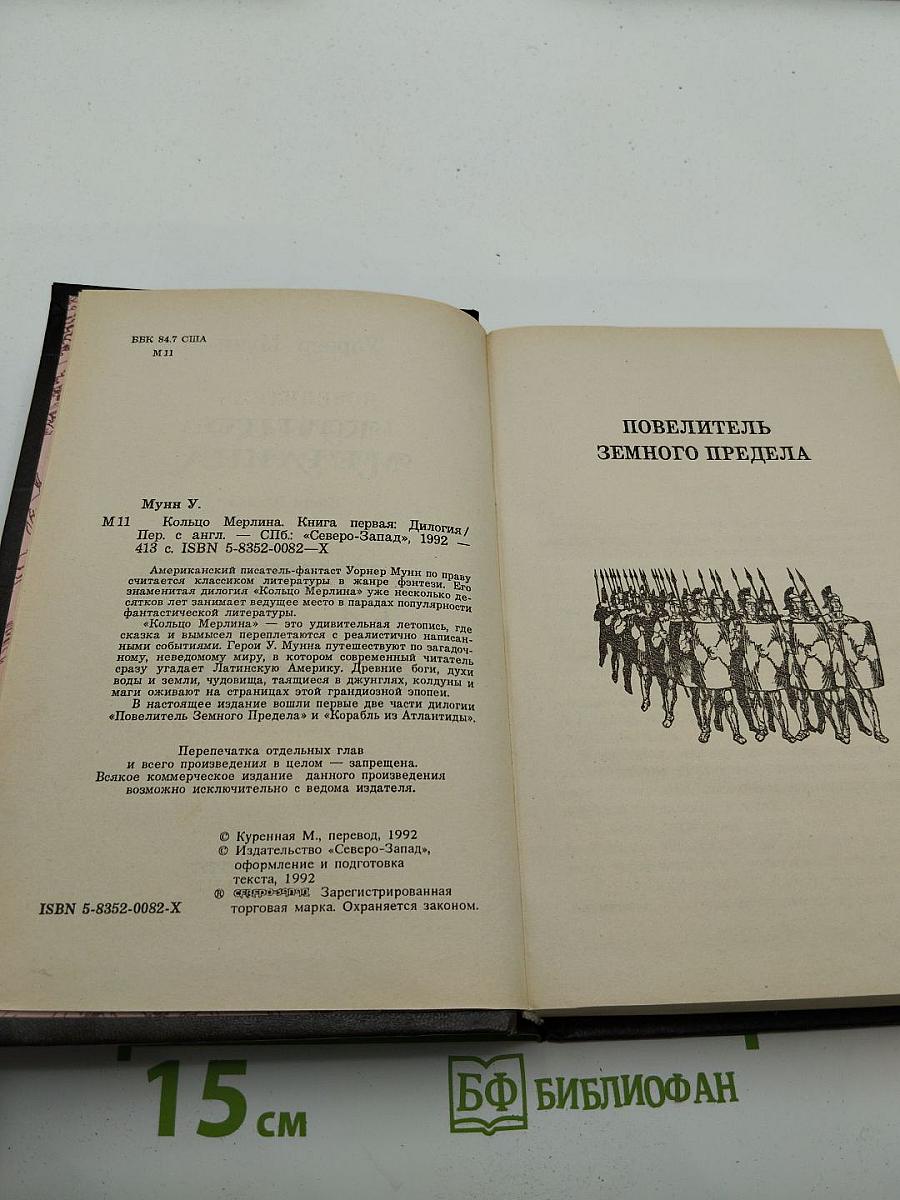 ББК 84.7 США
М11
Мунн У.
М11 Кольцо Мерлина. Книга первая: Дилогия/
Пер. с англ. — СПб.: «Северо-Запад», 1992 —
413 с. ISBN 5-8352-0082—X
Американский писатель-фантаст Уорнер Мунн по праву
считается классиком литературы в жанре фэнтези. Его
знаменитая дилогия «Кольцо Мерлина» уже несколько де-
сятков лет занимает ведущее место в парадах популярности
фантастической литературы.
«Кольцо Мерлина» — это удивительная летопись, где
сказка и вымысел переплетаются с реалистично написан-
ными событиями. Герои У. Мунна путешествуют по загадоч-
ному, неведомому миру, в котором современный читатель
сразу угадает Латинскую Америку. Древние боги, духи
воды и земли, чудовища, таящиеся в джунглях, колдуны и
маги оживают на страницах этой грандиозной эпопеи.
В настоящее издание вошли первые две части дилогии
«Повелитель Земного Предела» и «Корабль из Атлантиды».
Перепечатка отдельных глав
и всего произведения в целом — запрещена.
Всякое коммерческое издание данного произведения
возможно исключительно с ведома издателя.
© Куренная М., перевод, 1992
© Издательство «Северо-Запад»,
оформление и подготовка
текста, 1992
® СЕВЕРО-ЗАПАД Зарегистрированная
торговая марка. Охраняется законом.
ISBN 5-8352-0082-X
ПОВЕЛИТЕЛЬ
ЗЕМНОГО ПРЕДЕЛА
15 см
БФ БИБЛИОФАН